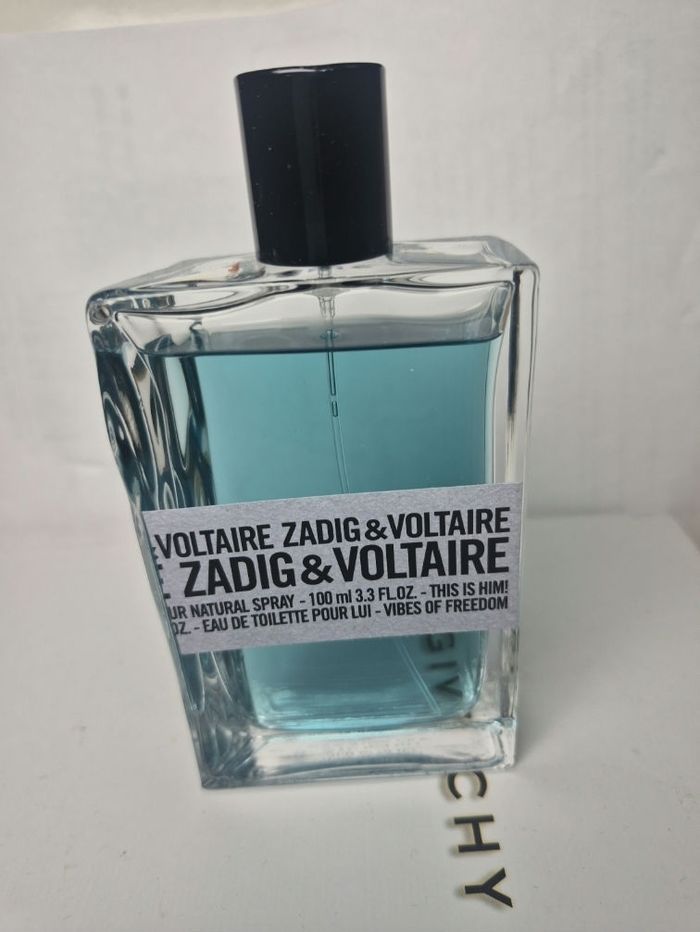 VOLTAIRE ZADIG & VOLTAIRE
ZADIG & VOLTAIRE
UR NATURAL SPRAY - 100 ml 3.3 FL.OZ. - THIS IS HIM!
OZ. - EAU DE TOILETTE POUR LUI - VIBES OF FREEDOM
GIV
CHY